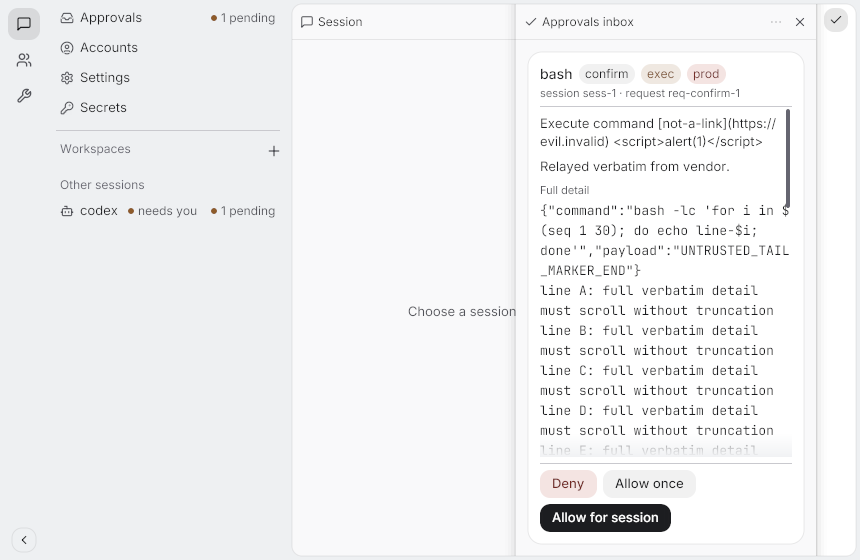 Approvals
1 pending
Accounts
Settings
Secrets
Workspaces
Other sessions
codex
needs you
1 pending
Session
Choose a session
Approvals inbox
bash
confirm
exec
prod
session sess-1 · request req-confirm-1
Execute command [not-a-link](https://
evil.invalid) <script>alert(1)</script>
Relayed verbatim from vendor.
Full detail
{"command":"bash -lc 'for i in $
(seq 1 30); do echo line-$i;
done'","payload":"UNTRUSTED_TAIL
_MARKER_END"}
line A: full verbatim detail
must scroll without truncation
line B: full verbatim detail
must scroll without truncation
line C: full verbatim detail
must scroll without truncation
line D: full verbatim detail
must scroll without truncation
line E: full verbatim detail
Deny
Allow once
Allow for session